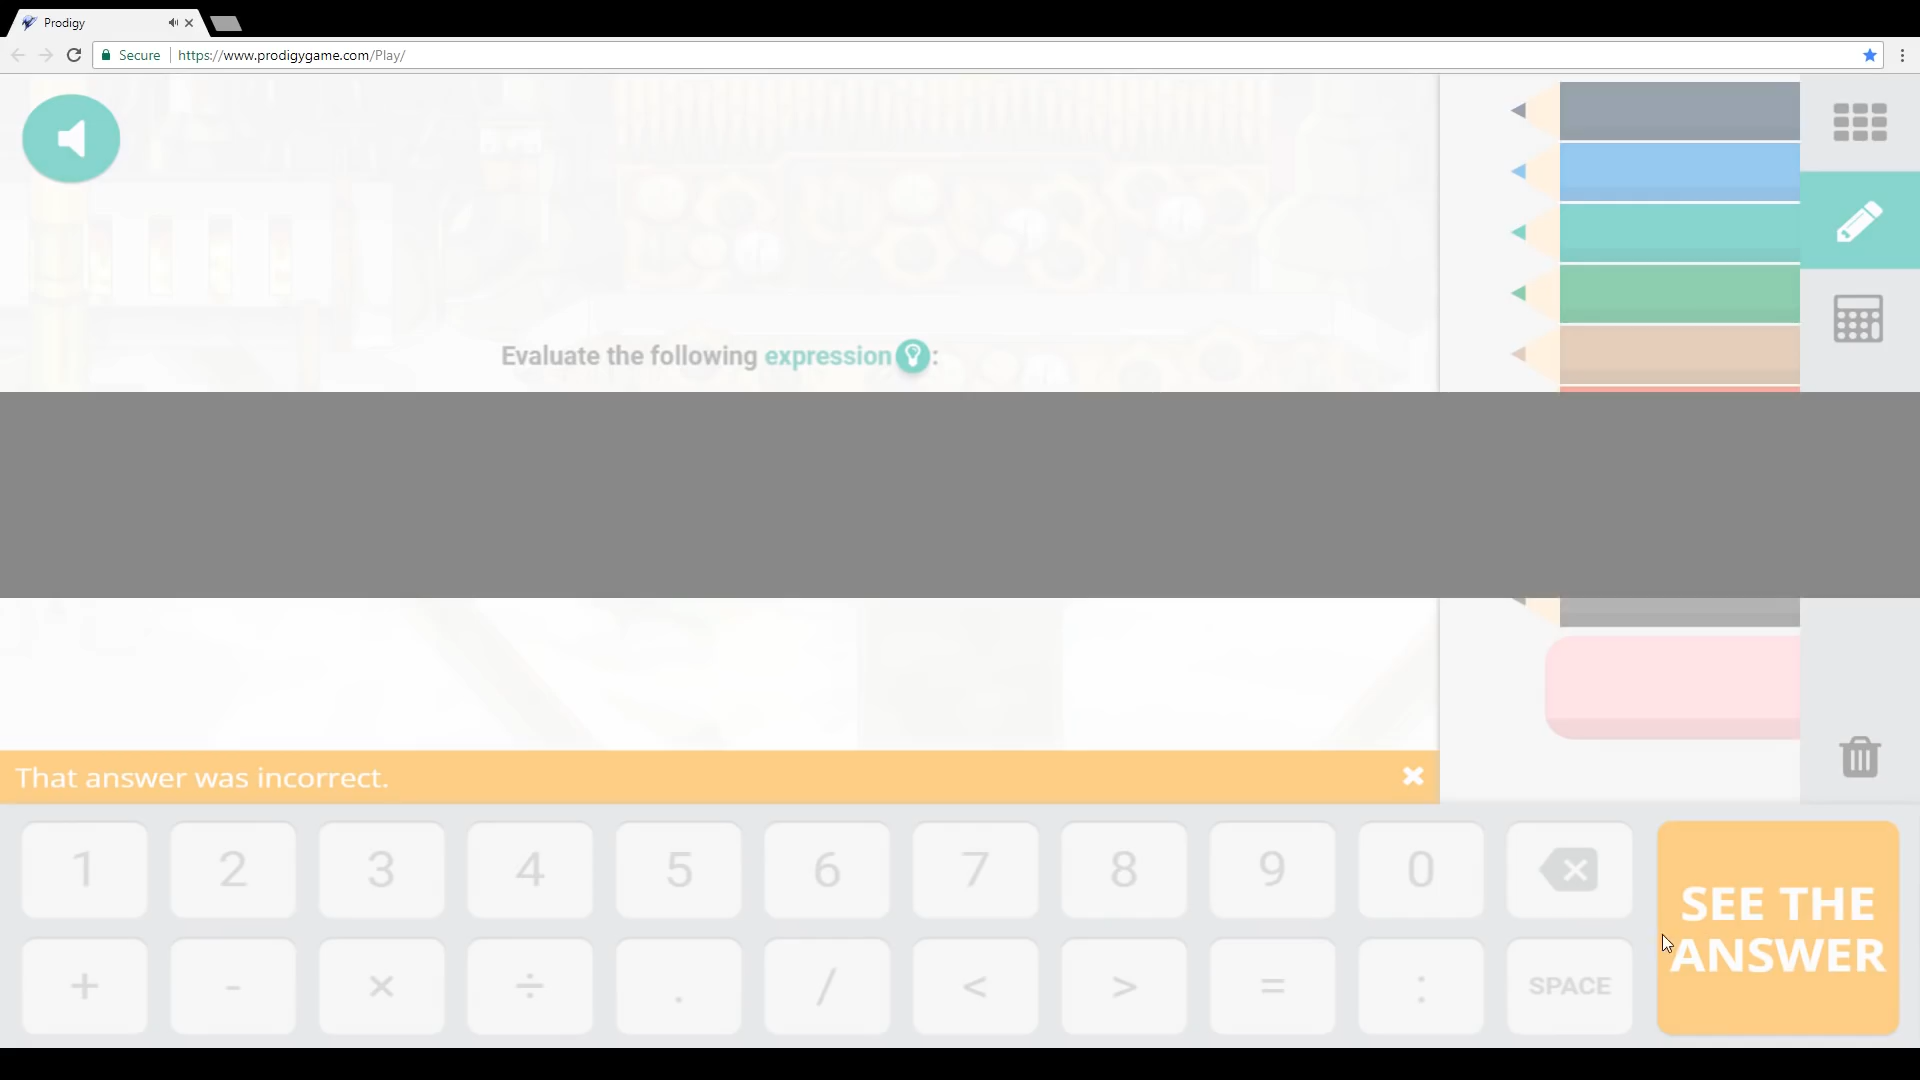 Prodigy
Secure
https://www.prodigygame.com/Play/
Evaluate the following expression:
That answer was incorrect.
1 2 3 4 5 6 7 8 9 0
+ - × ÷ . / < > = : SPACE
SEE THE
ANSWER